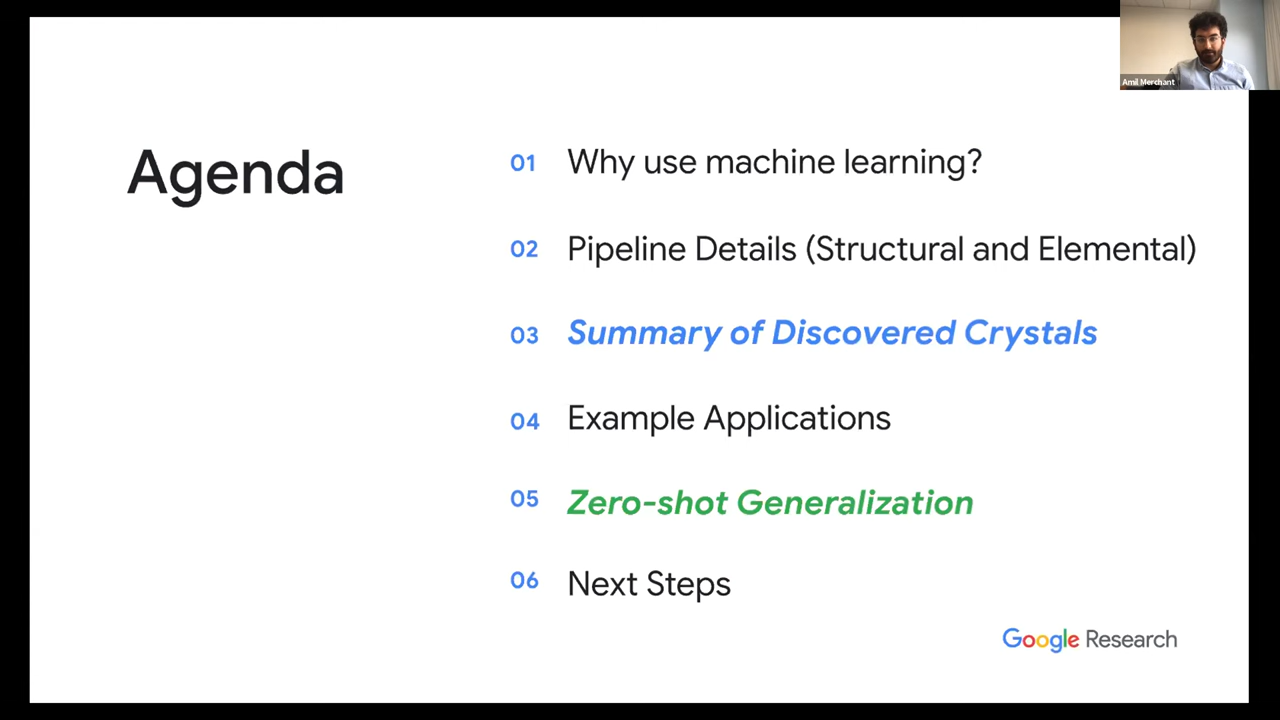 Amil Merchant
Agenda
01 Why use machine learning?
02 Pipeline Details (Structural and Elemental)
03 Summary of Discovered Crystals
04 Example Applications
05 Zero-shot Generalization
06 Next Steps
Google Research